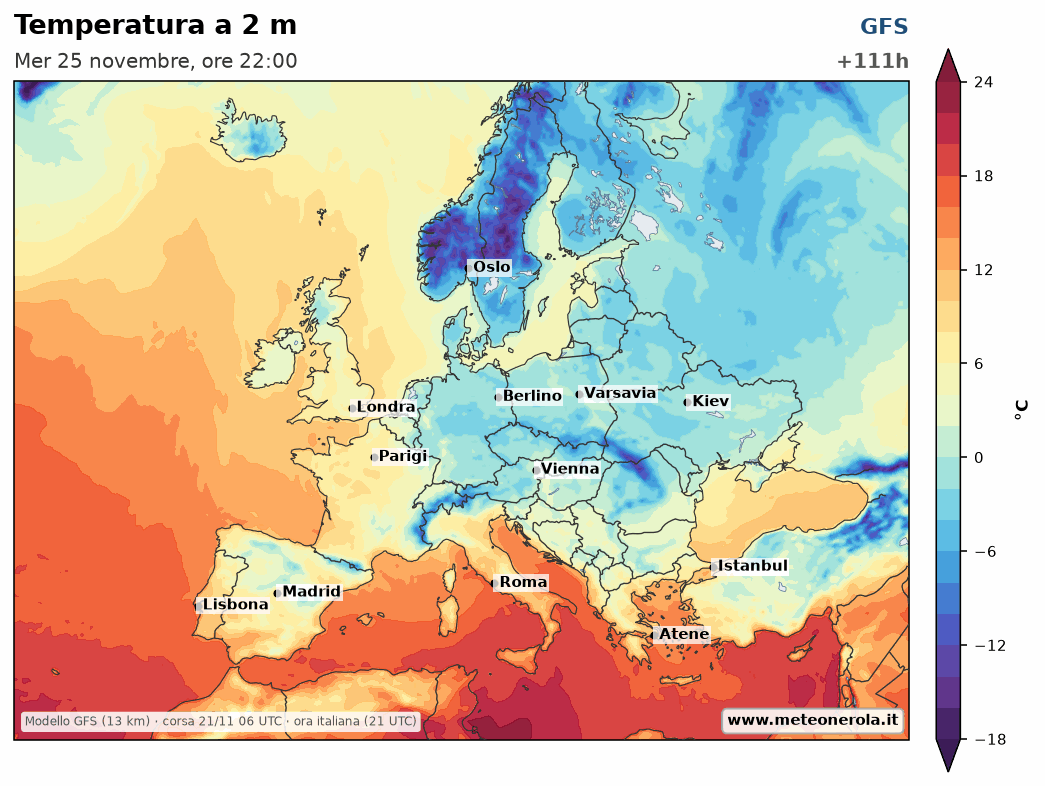 Temperatura a 2 m
GFS
Mer 25 novembre, ore 22:00
+111h
24
18
12
6
0
−6
−12
−18
°C
Oslo
Berlino
Varsavia
Kiev
Londra
Parigi
Vienna
Istanbul
Roma
Madrid
Lisbona
Atene
Modello GFS (13 km) · corsa 21/11 06 UTC · ora italiana (21 UTC)
www.meteonerola.it